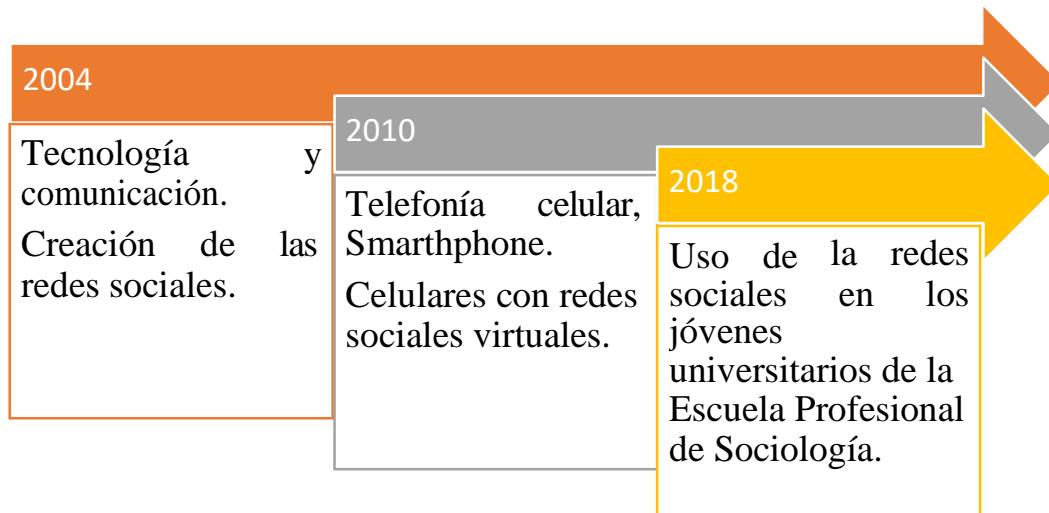 2004
Tecnología y
comunicación.
Creación de las
redes sociales.
2010
Telefonía celular,
Smarthphone.
Celulares con redes
sociales virtuales.
2018
Uso de la redes
sociales en los
jóvenes
universitarios de la
Escuela Profesional
de Sociología.